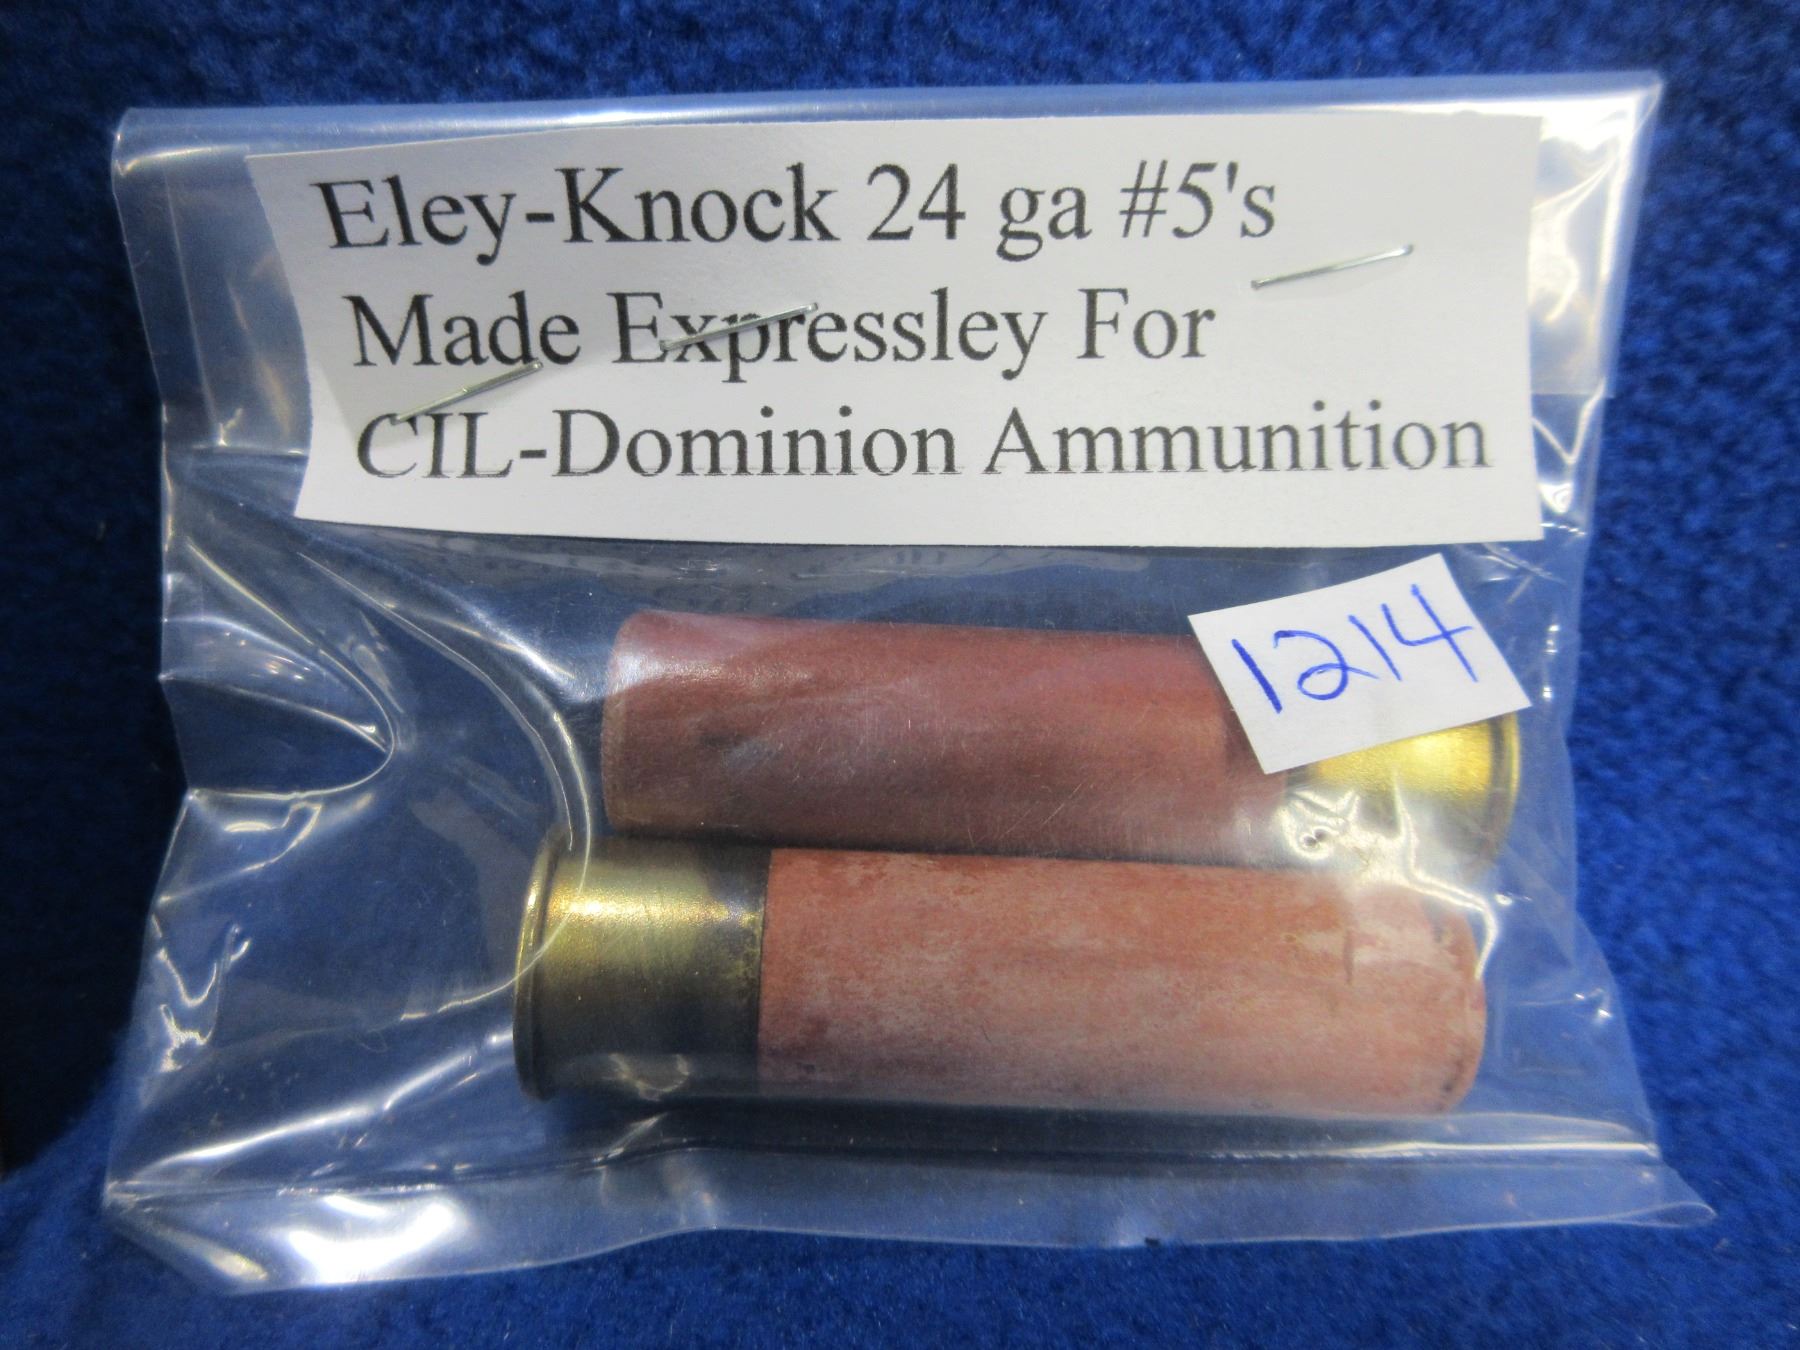 Eley-Knock 24 ga #5's
Made Expressley For
CIL-Dominion Ammunition
1214